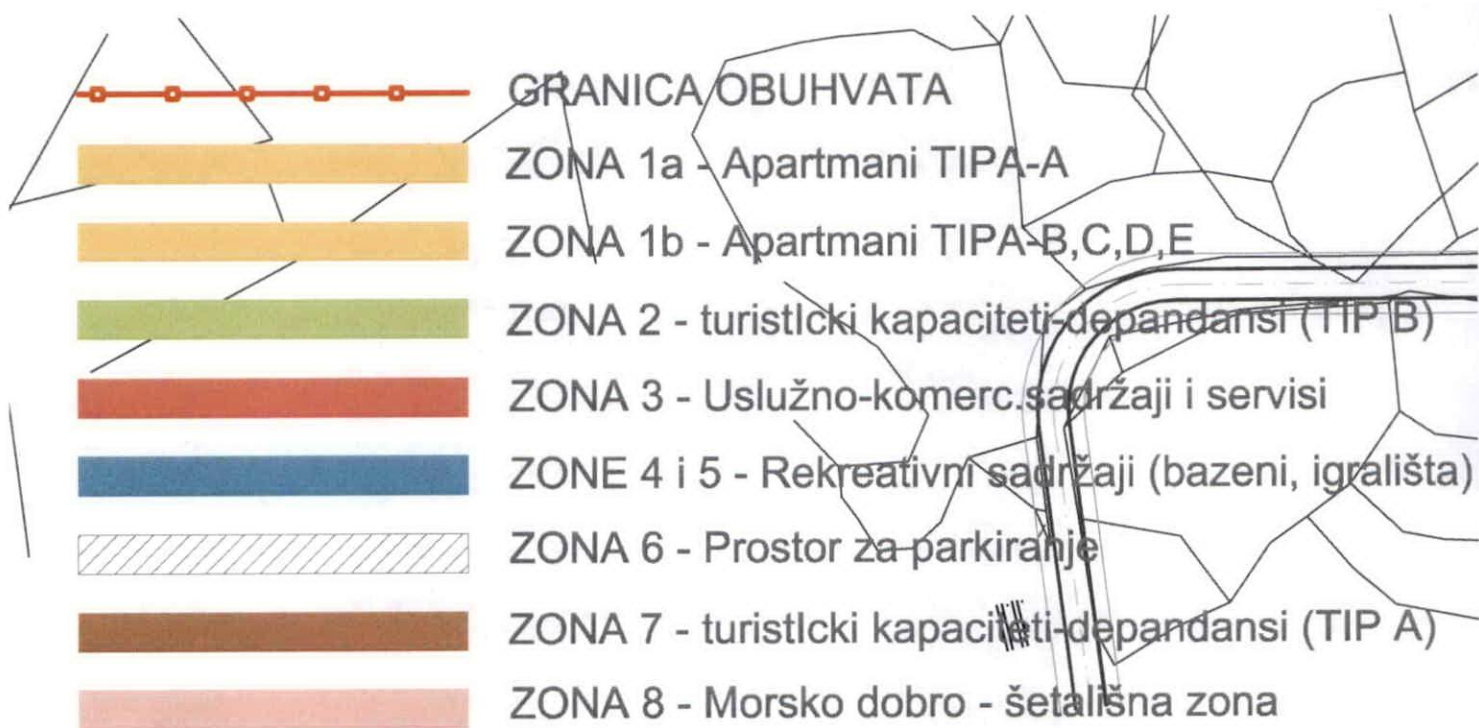 GRANICA OBUHVATA
ZONA 1a - Apartmani TIPA-A
ZONA 1b - Apartmani TIPA-B,C,D,E
ZONA 2 - turistIcki kapaciteti-depandansi (TIP B)
ZONA 3 - Uslužno-komerc.sadržaji i servisi
ZONE 4 i 5 - Rekreativni sadržaji (bazeni, igrališta)
ZONA 6 - Prostor za parkiranje
ZONA 7 - turistIcki kapaciteti-depandansi (TIP A)
ZONA 8 - Morsko dobro - šetališna zona